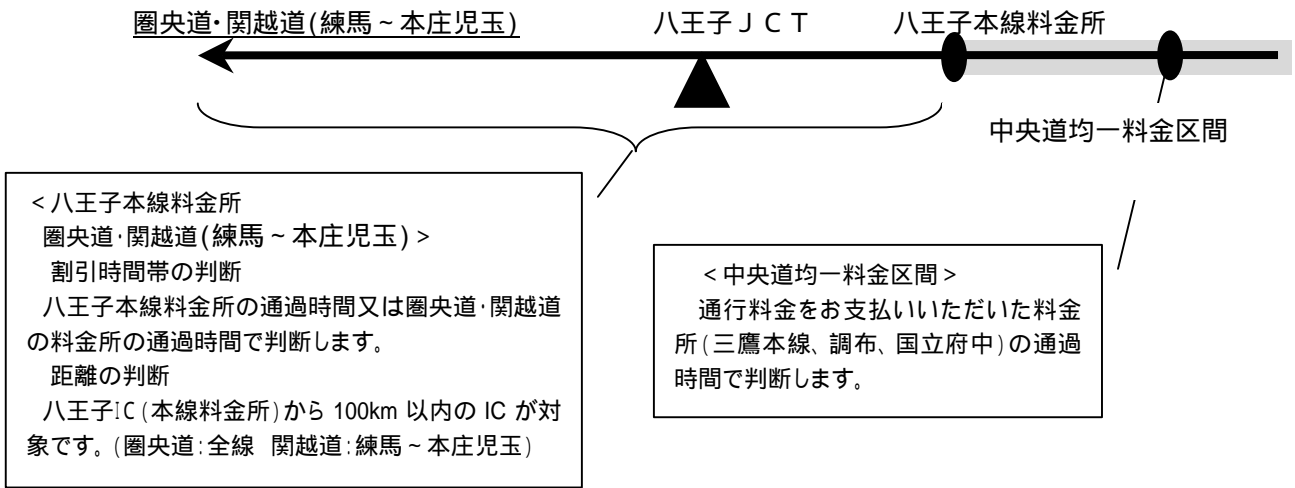 圏央道・関越道(練馬~本庄児玉)
八王子JCT
八王子本線料金所
中央道均一料金区間
<八王子本線料金所
圏央道・関越道(練馬~本庄児玉)>
割引時間帯の判断
八王子本線料金所の通過時間又は圏央道・関越道
の料金所の通過時間で判断します。
距離の判断
八王子IC(本線料金所)から100km以内のICが対
象です。(圏央道:全線 関越道:練馬~本庄児玉)
<中央道均一料金区間>
通行料金をお支払いいただいた料金
所(三鷹本線、調布、国立府中)の通過
時間で判断します。